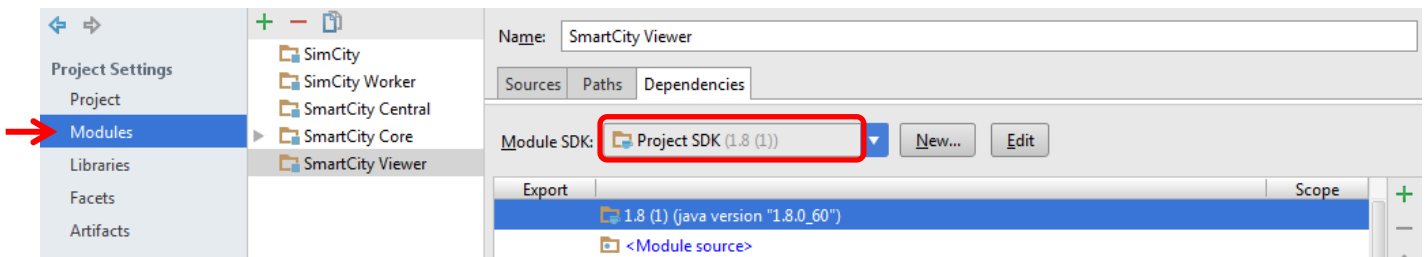 Project Settings
Project
Modules
Libraries
Facets
Artifacts
SimCity
SimCity Worker
SmartCity Central
SmartCity Core
SmartCity Viewer
Name: SmartCity Viewer
Sources Paths Dependencies
Module SDK: Project SDK (1.8 (1)) New... Edit
Export Scope
1.8 (1) (java version "1.8.0_60")
<Module source>